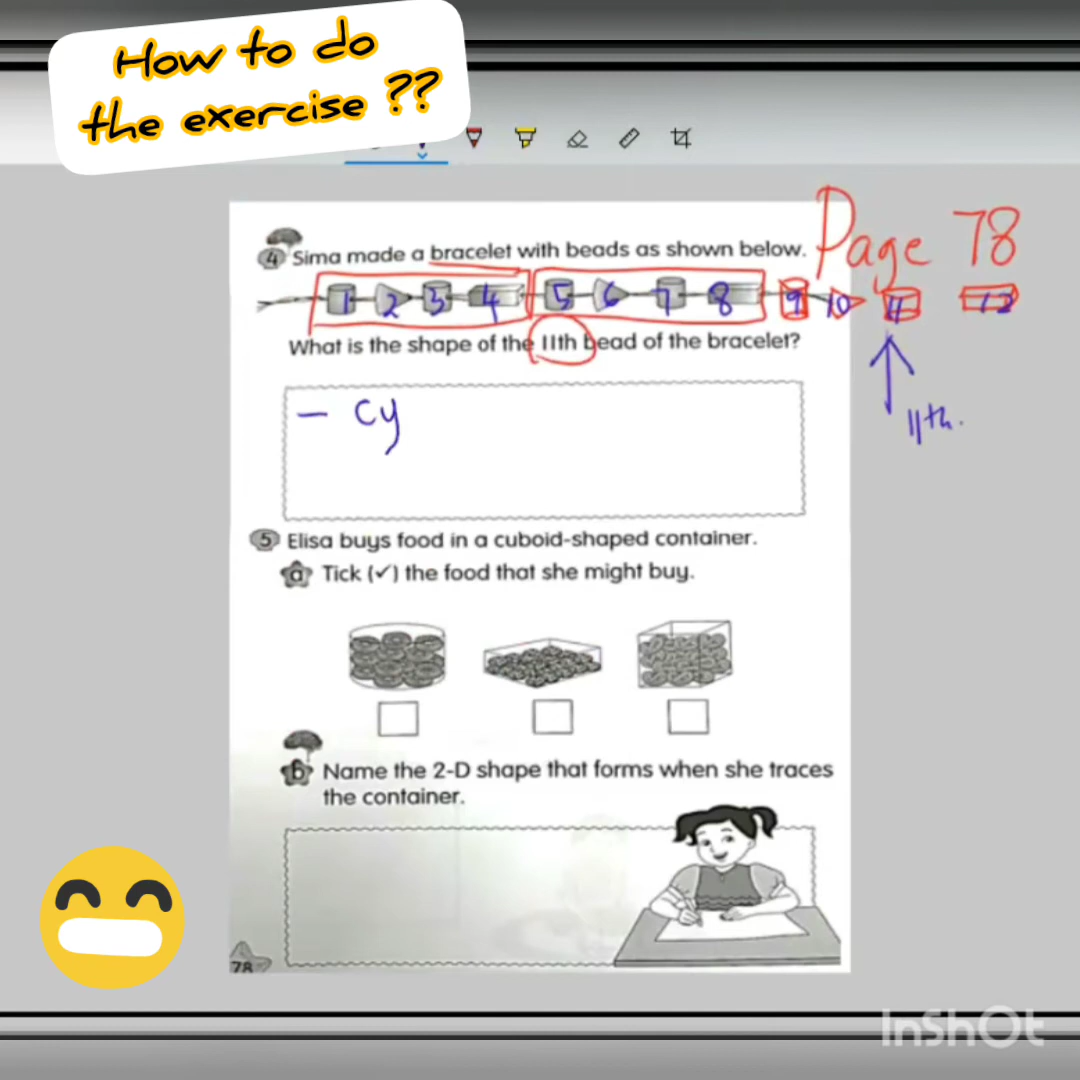 How to do
the exercise ??
Page 78
4 Sima made a bracelet with beads as shown below.
1 2 3 4 5 6 7 8 9 10 11 12
What is the shape of the 11th bead of the bracelet?
11th.
- Cy
5 Elisa buys food in a cuboid-shaped container.
a Tick (✓) the food that she might buy.
b Name the 2-D shape that forms when she traces
the container.
78
InShOt